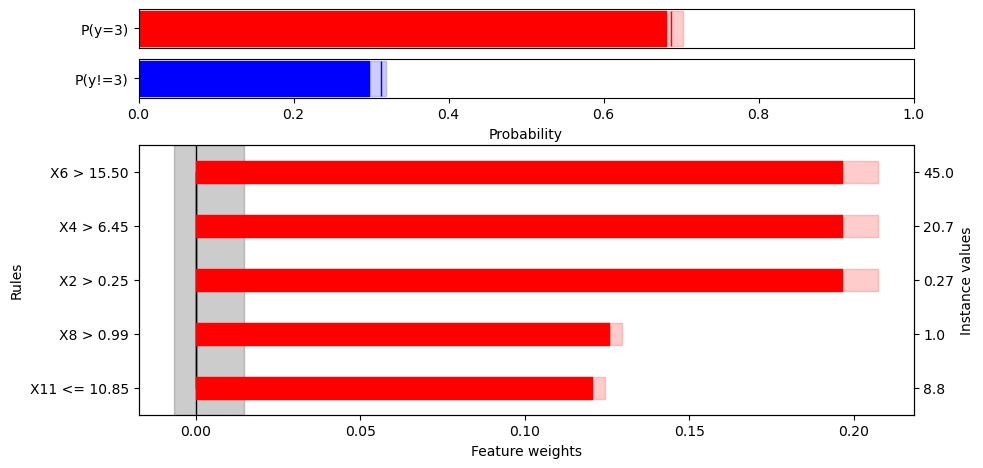 P(y=3)
P(y!=3)
0.0 0.2 0.4 0.6 0.8 1.0
Probability
X6 > 15.50 45.0
X4 > 6.45 20.7
X2 > 0.25 0.27
X8 > 0.99 1.0
X11 <= 10.85 8.8
Rules
Instance values
0.00 0.05 0.10 0.15 0.20
Feature weights